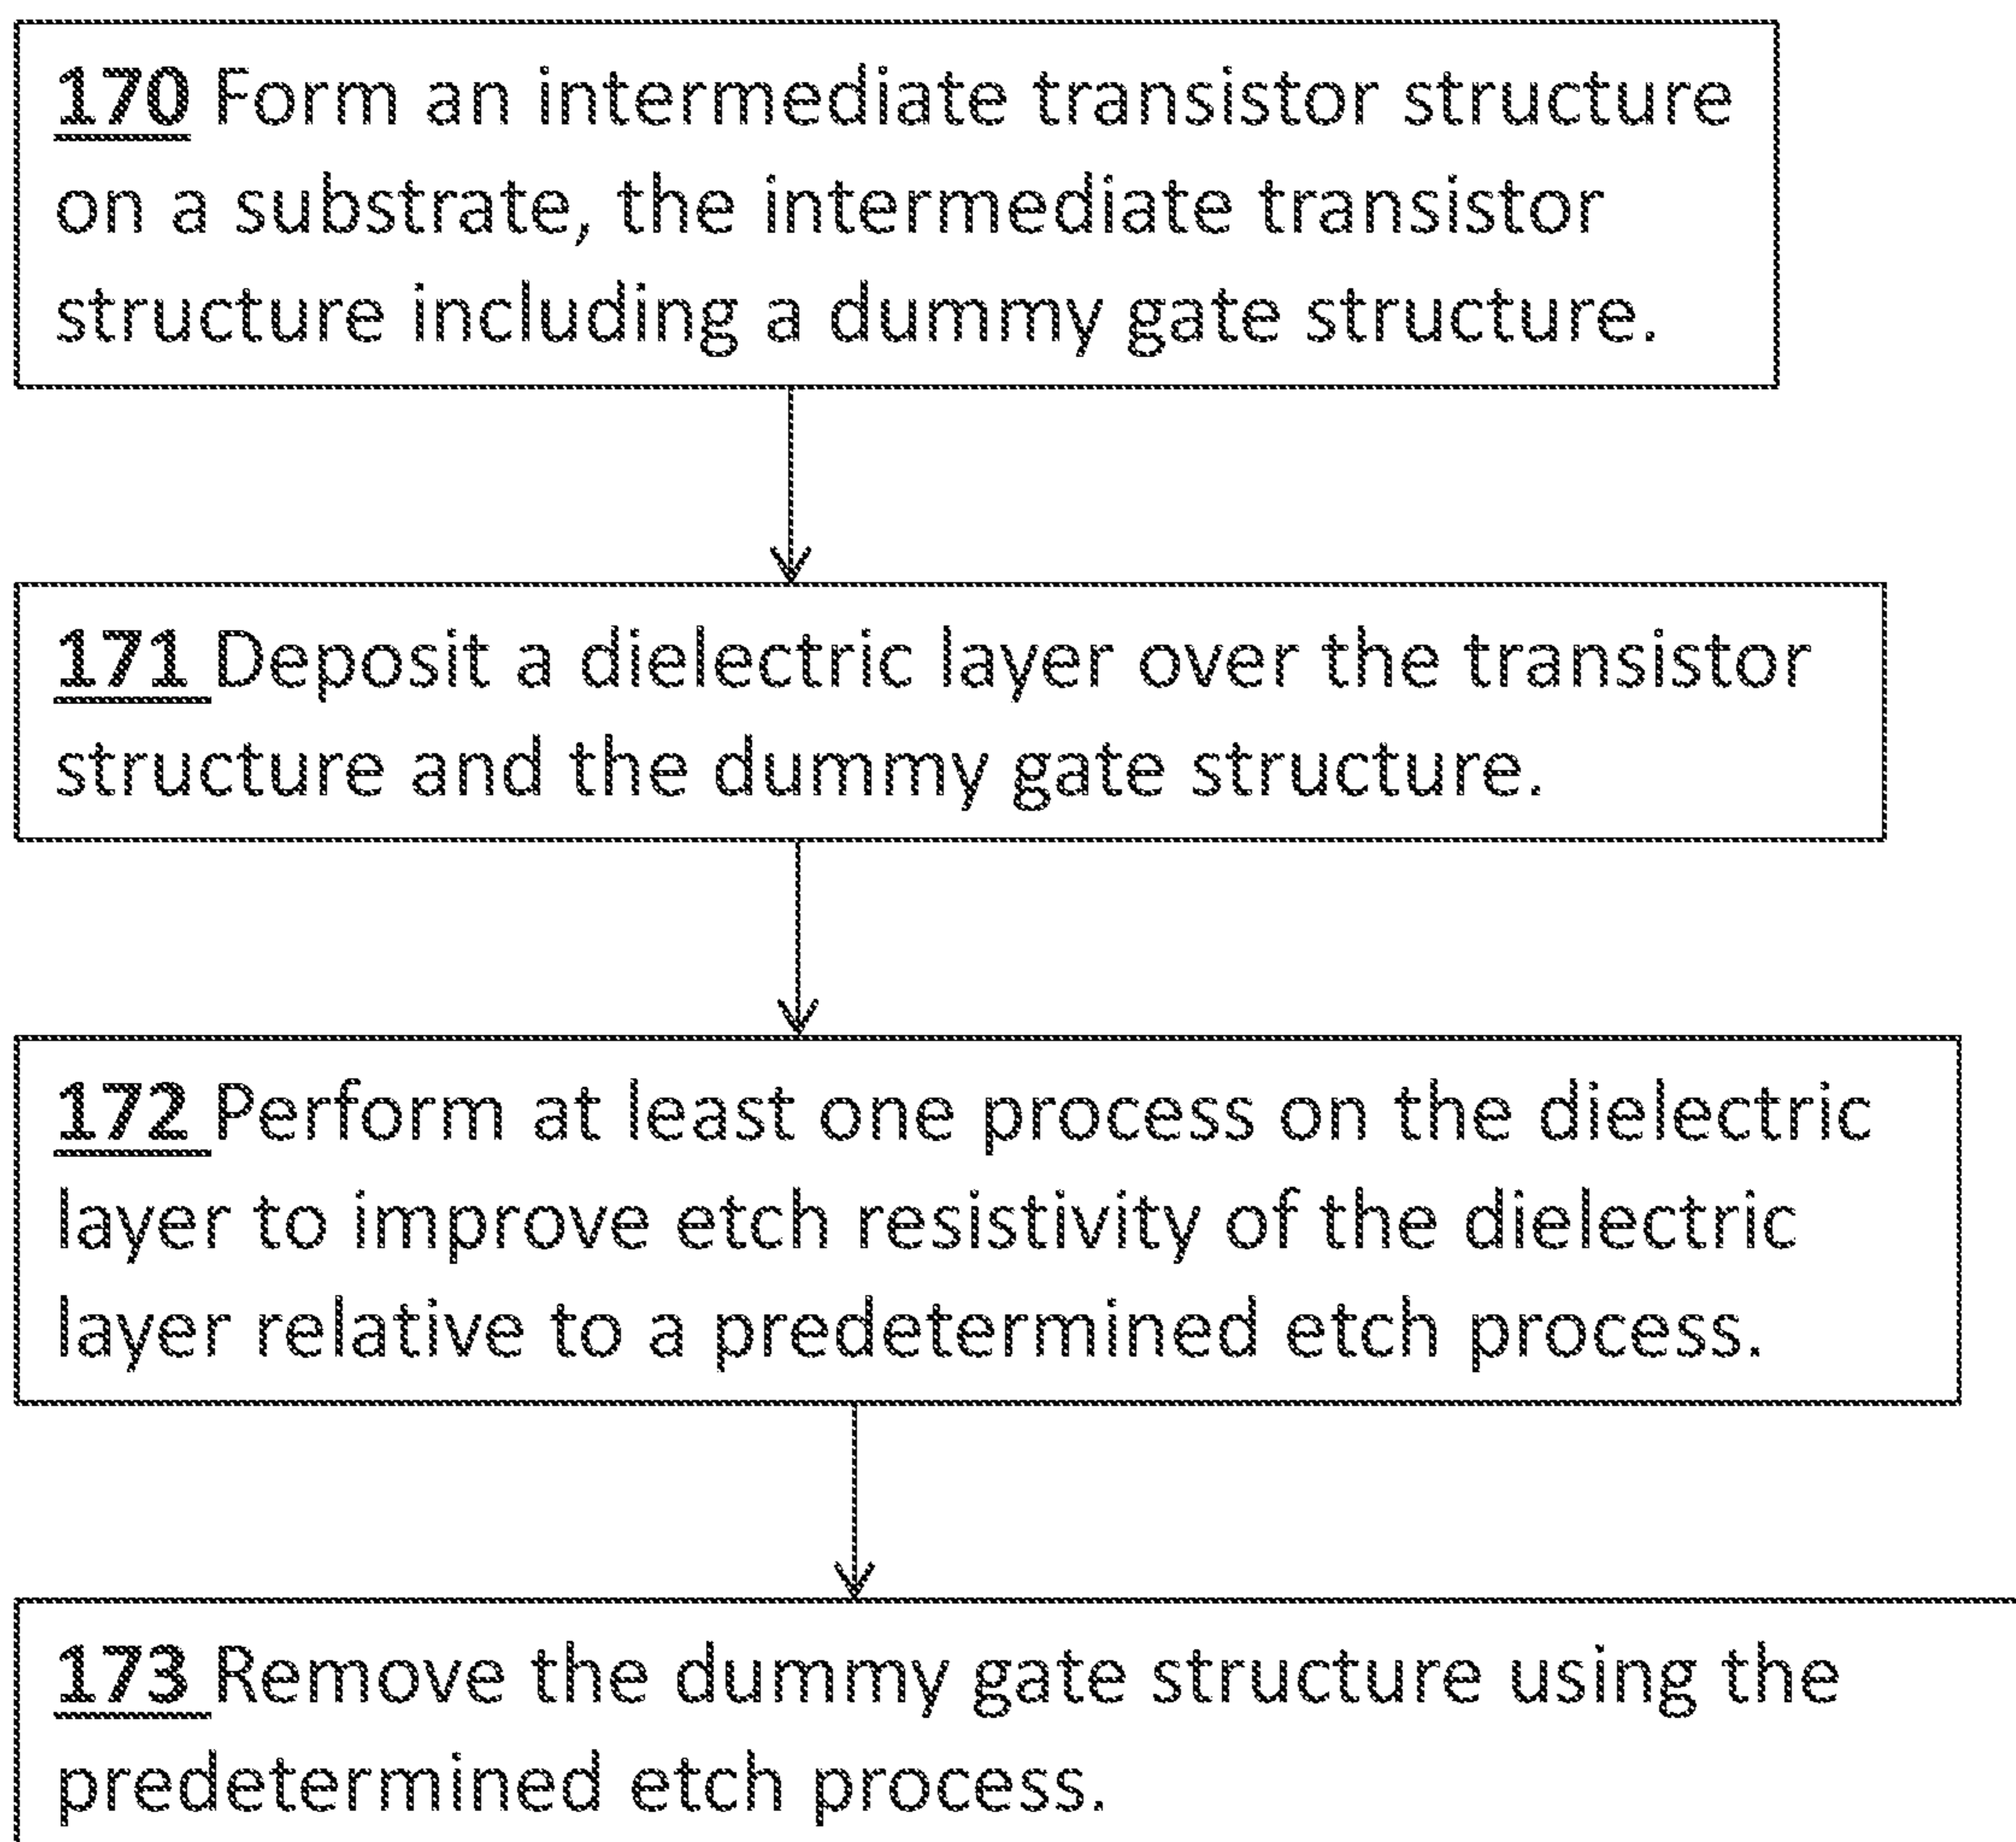 170 Form an intermediate transistor structure
on a substrate, the intermediate transistor
structure including a dummy gate structure.
171 Deposit a dielectric layer over the transistor
structure and the dummy gate structure.
172 Perform at least one process on the dielectric
layer to improve etch resistivity of the dielectric
layer relative to a predetermined etch process.
173 Remove the dummy gate structure using the
predetermined etch process.